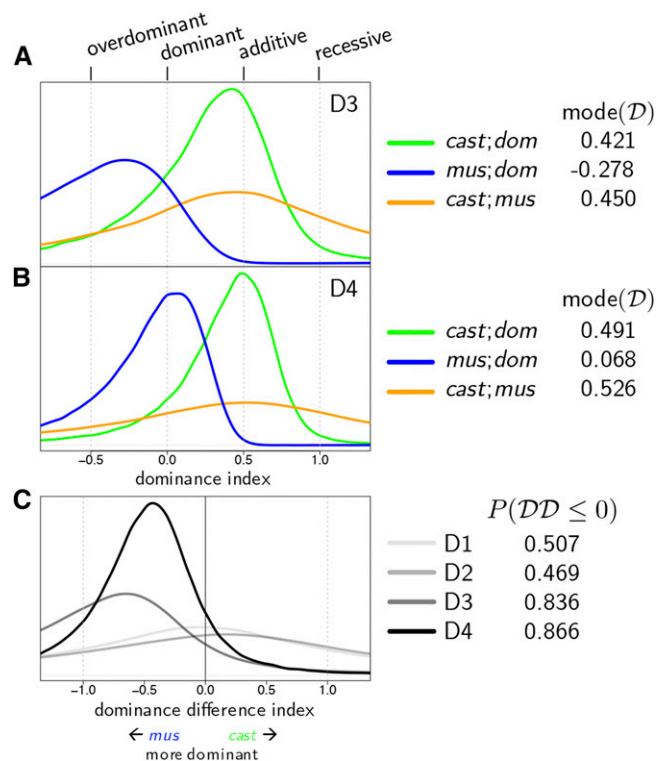 overdominant dominant additive recessive
A
D3
mode(𝒟)
cast;dom 0.421
mus;dom -0.278
cast;mus 0.450
B
D4
mode(𝒟)
cast;dom 0.491
mus;dom 0.068
cast;mus 0.526
−0.5 0.0 0.5 1.0
dominance index
C
P(𝒟𝒟 ≤ 0)
D1 0.507
D2 0.469
D3 0.836
D4 0.866
−1.0 −0.5 0.0 0.5 1.0
dominance difference index
← mus cast →
more dominant